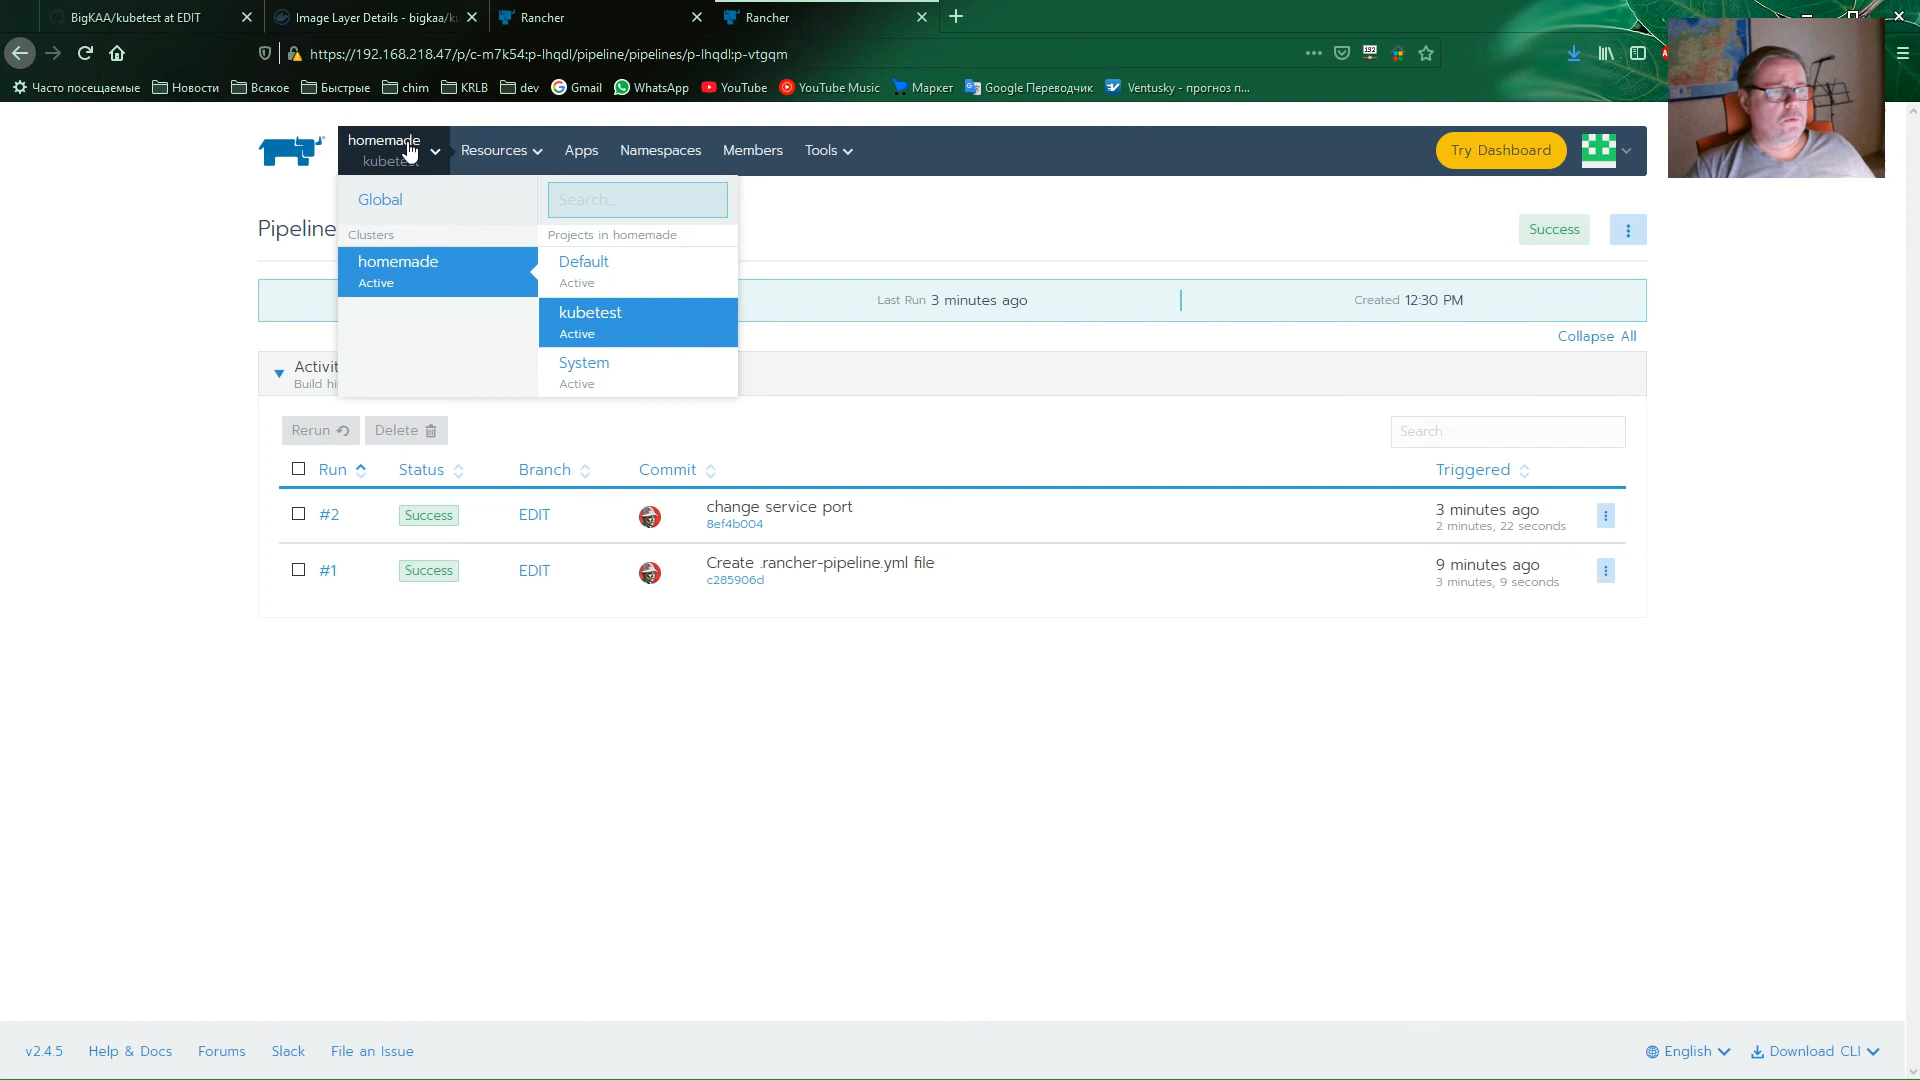 BigKAA/kubetest at EDIT
Image Layer Details - bigkaa/ku
Rancher
Rancher
https://192.168.218.47/p/c-m7k54:p-lhqdl/pipeline/pipelines/p-lhqdl:p-vtgqm
Часто посещаемые
Новости
Всякое
Быстрые
chim
KRLB
dev
Gmail
WhatsApp
YouTube
YouTube Music
Маркет
Google Переводчик
Ventusky - прогноз п...
homemade
kubetest
Resources
Apps
Namespaces
Members
Tools
Try Dashboard
Global
Search...
Clusters
Projects in homemade
homemade
Active
Default
Active
kubetest
Active
System
Active
Pipeline
Success
Last Run 3 minutes ago
Created 12:30 PM
Collapse All
Activit
Build hi
Rerun
Delete
Search
Run
Status
Branch
Commit
Triggered
#2
Success
EDIT
change service port
8ef4b004
3 minutes ago
2 minutes, 22 seconds
#1
Success
EDIT
Create .rancher-pipeline.yml file
c285906d
9 minutes ago
3 minutes, 9 seconds
v2.4.5
Help & Docs
Forums
Slack
File an Issue
English
Download CLI